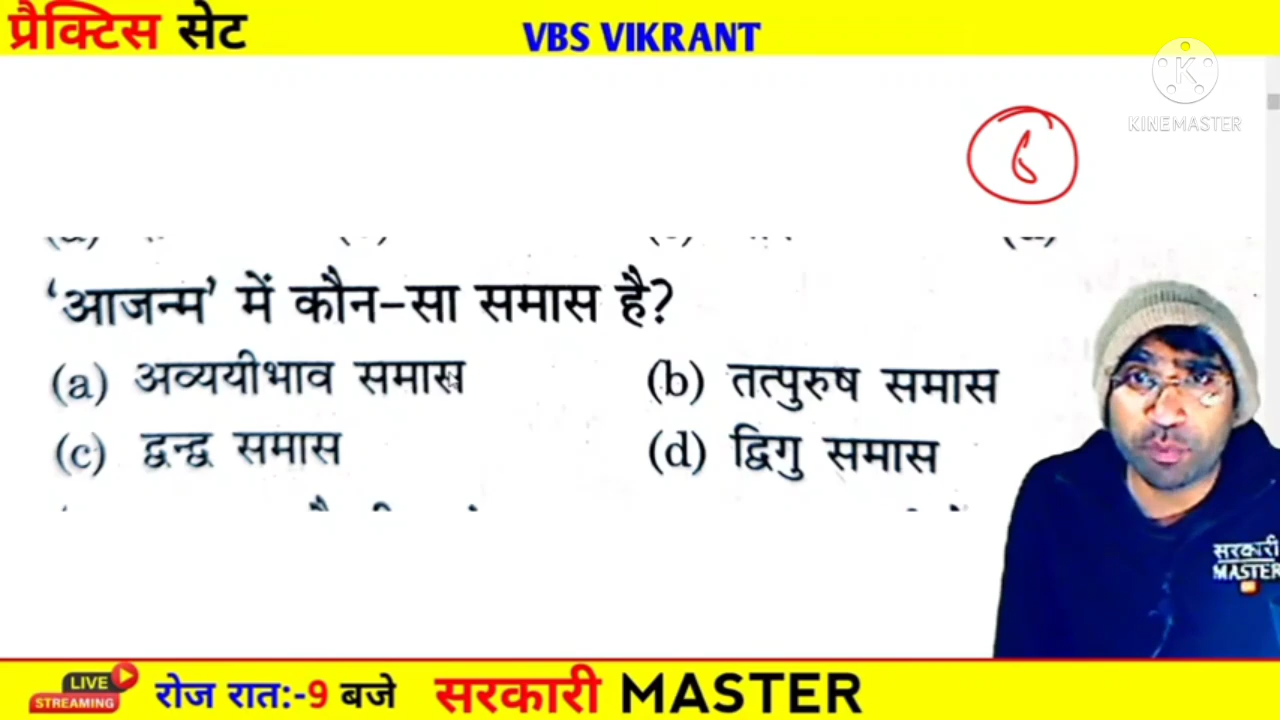 प्रैक्टिस सेट
VBS VIKRANT
KINEMASTER
6
'आजन्म' में कौन-सा समास है?
(a) अव्ययीभाव समास (b) तत्पुरुष समास
(c) द्वन्द्व समास (d) द्विगु समास
सरकारी
MASTER
LIVE
STREAMING
रोज रात:-9 बजे
सरकारी MASTER